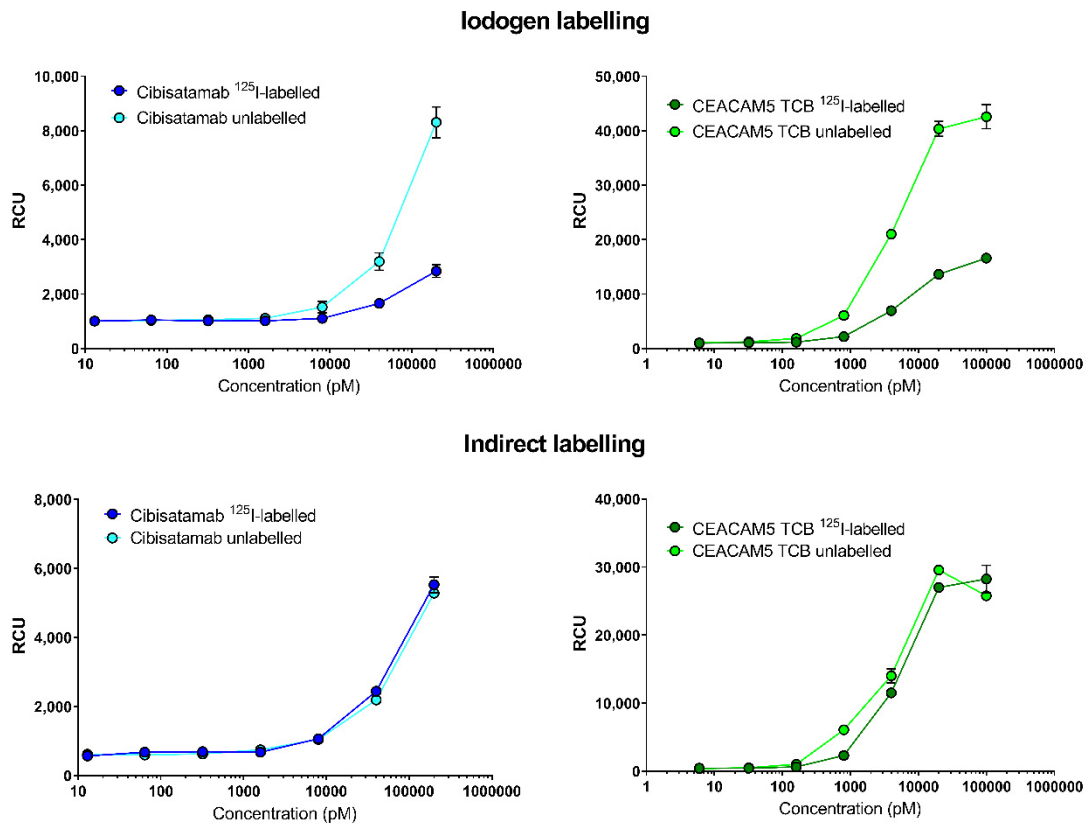 Iodogen labelling
10,000
8,000
6,000
4,000
2,000
0
RCU
Cibisatamab ¹²⁵I-labelled
Cibisatamab unlabelled
10 100 1000 10000 100000 1000000
Concentration (pM)
50,000
40,000
30,000
20,000
10,000
0
RCU
CEACAM5 TCB ¹²⁵I-labelled
CEACAM5 TCB unlabelled
1 10 100 1000 10000 100000 1000000
Concentration (pM)
Indirect labelling
8,000
6,000
4,000
2,000
0
RCU
Cibisatamab ¹²⁵I-labelled
Cibisatamab unlabelled
10 100 1000 10000 100000 1000000
Concentration (pM)
40,000
30,000
20,000
10,000
0
RCU
CEACAM5 TCB ¹²⁵I-labelled
CEACAM5 TCB unlabelled
1 10 100 1000 10000 100000 1000000
Concentration (pM)